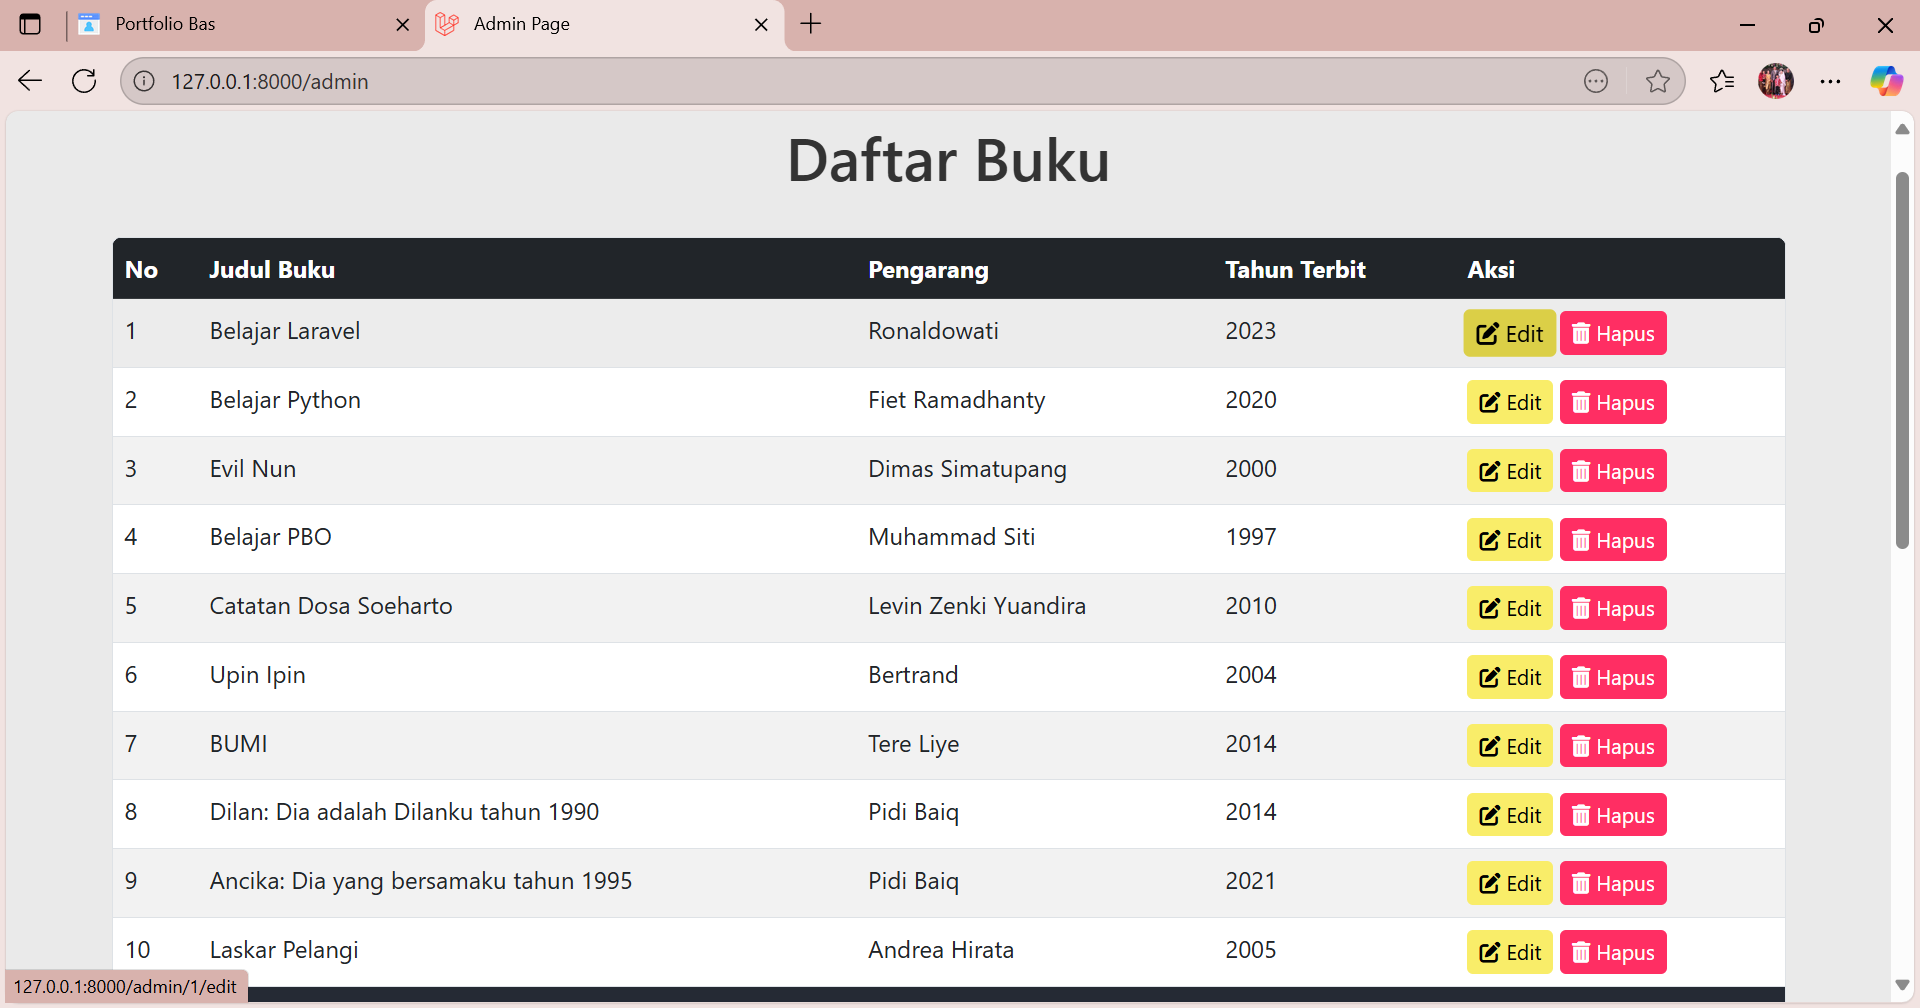 Portfolio Bas
Admin Page
127.0.0.1:8000/admin
Daftar Buku
No Judul Buku Pengarang Tahun Terbit Aksi
1 Belajar Laravel Ronaldowati 2023 Edit Hapus
2 Belajar Python Fiet Ramadhanty 2020 Edit Hapus
3 Evil Nun Dimas Simatupang 2000 Edit Hapus
4 Belajar PBO Muhammad Siti 1997 Edit Hapus
5 Catatan Dosa Soeharto Levin Zenki Yuandira 2010 Edit Hapus
6 Upin Ipin Bertrand 2004 Edit Hapus
7 BUMI Tere Liye 2014 Edit Hapus
8 Dilan: Dia adalah Dilanku tahun 1990 Pidi Baiq 2014 Edit Hapus
9 Ancika: Dia yang bersamaku tahun 1995 Pidi Baiq 2021 Edit Hapus
10 Laskar Pelangi Andrea Hirata 2005 Edit Hapus
127.0.0.1:8000/admin/1/edit